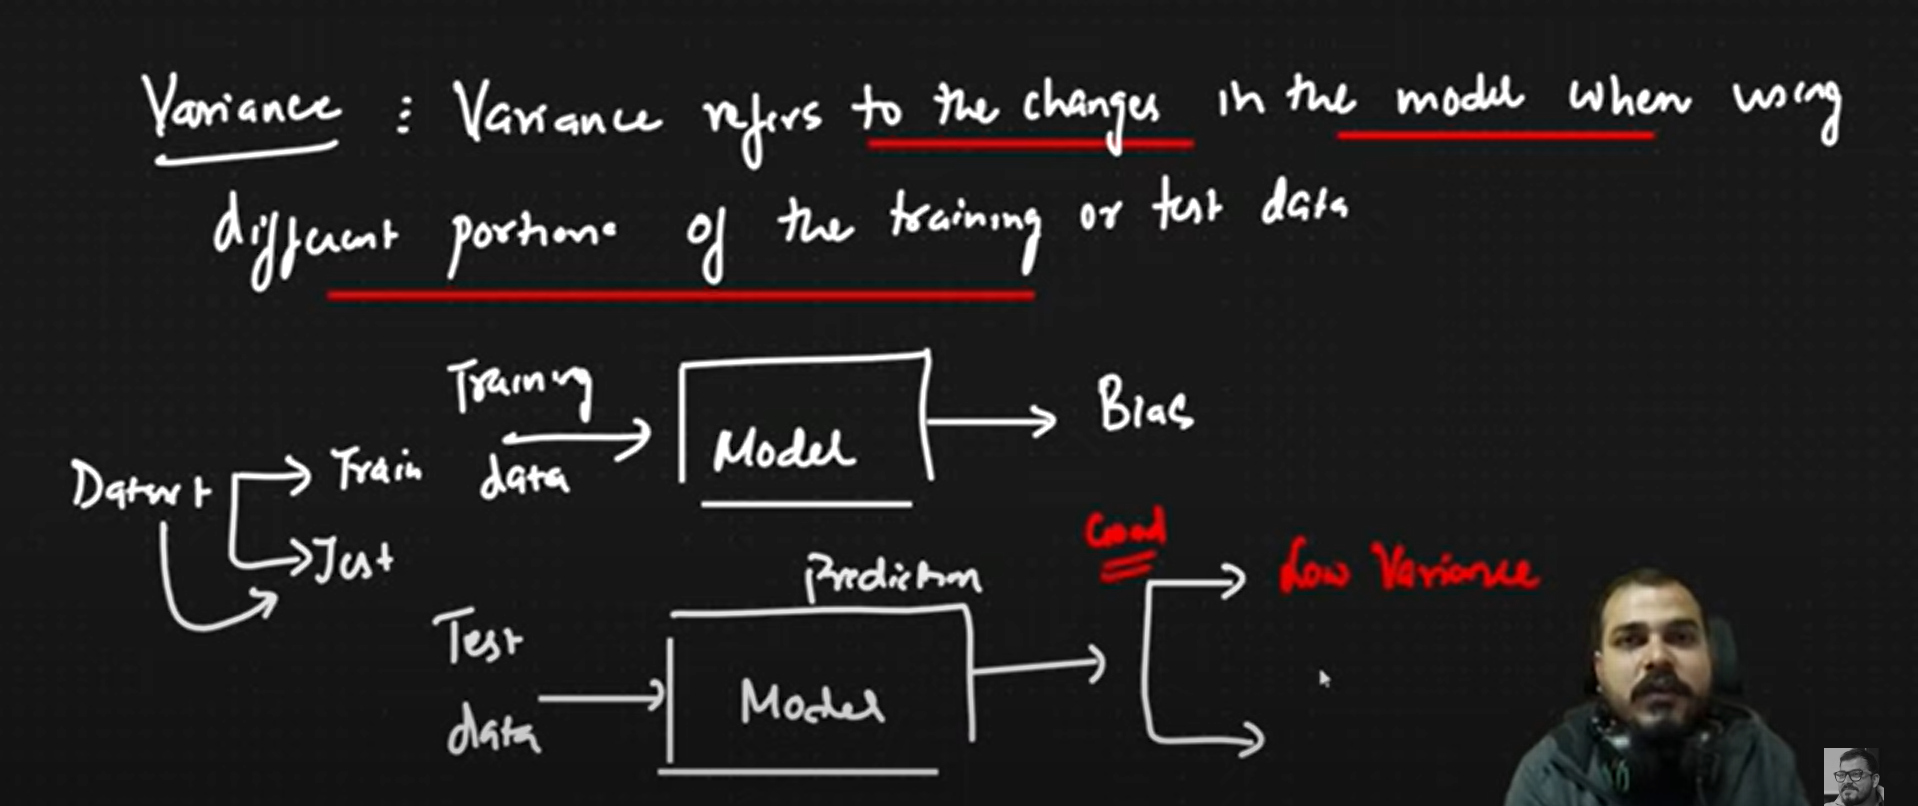 Variance : Variance refers to the changes in the model when using
different portions of the training or test data
Training
data
Model
Bias
Dataset
Train
Test
Good
Low Variance
Prediction
Test
data
Model